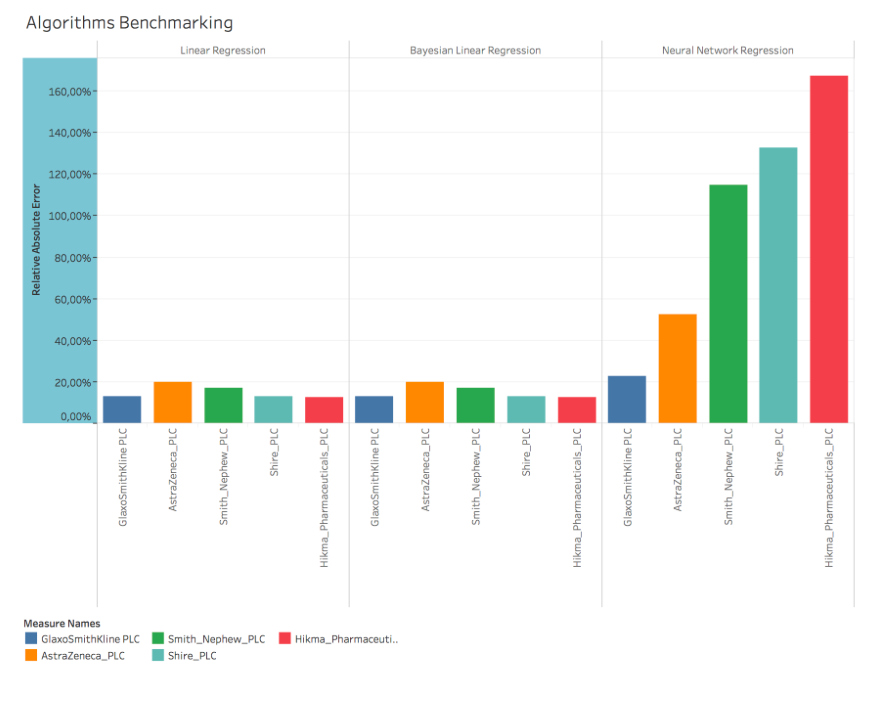 Algorithms Benchmarking
Linear Regression
Bayesian Linear Regression
Neural Network Regression
Relative Absolute Error
160,00%
140,00%
120,00%
100,00%
80,00%
60,00%
40,00%
20,00%
0,00%
GlaxoSmithKline PLC
AstraZeneca_PLC
Smith_Nephew_PLC
Shire_PLC
Hikma_Pharmaceuticals_PLC
GlaxoSmithKline PLC
AstraZeneca_PLC
Smith_Nephew_PLC
Shire_PLC
Hikma_Pharmaceuticals_PLC
GlaxoSmithKline PLC
AstraZeneca_PLC
Smith_Nephew_PLC
Shire_PLC
Hikma_Pharmaceuticals_PLC
Measure Names
GlaxoSmithKline PLC
Smith_Nephew_PLC
Hikma_Pharmaceuti..
AstraZeneca_PLC
Shire_PLC